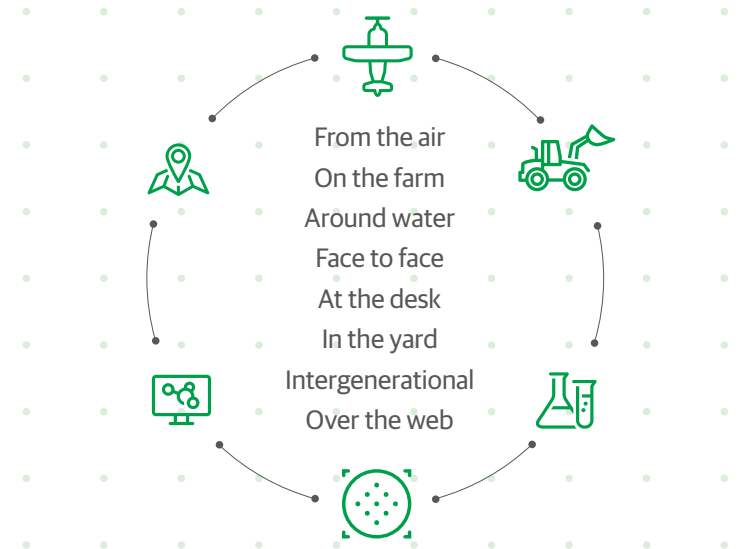 From the air
On the farm
Around water
Face to face
At the desk
In the yard
Intergenerational
Over the web